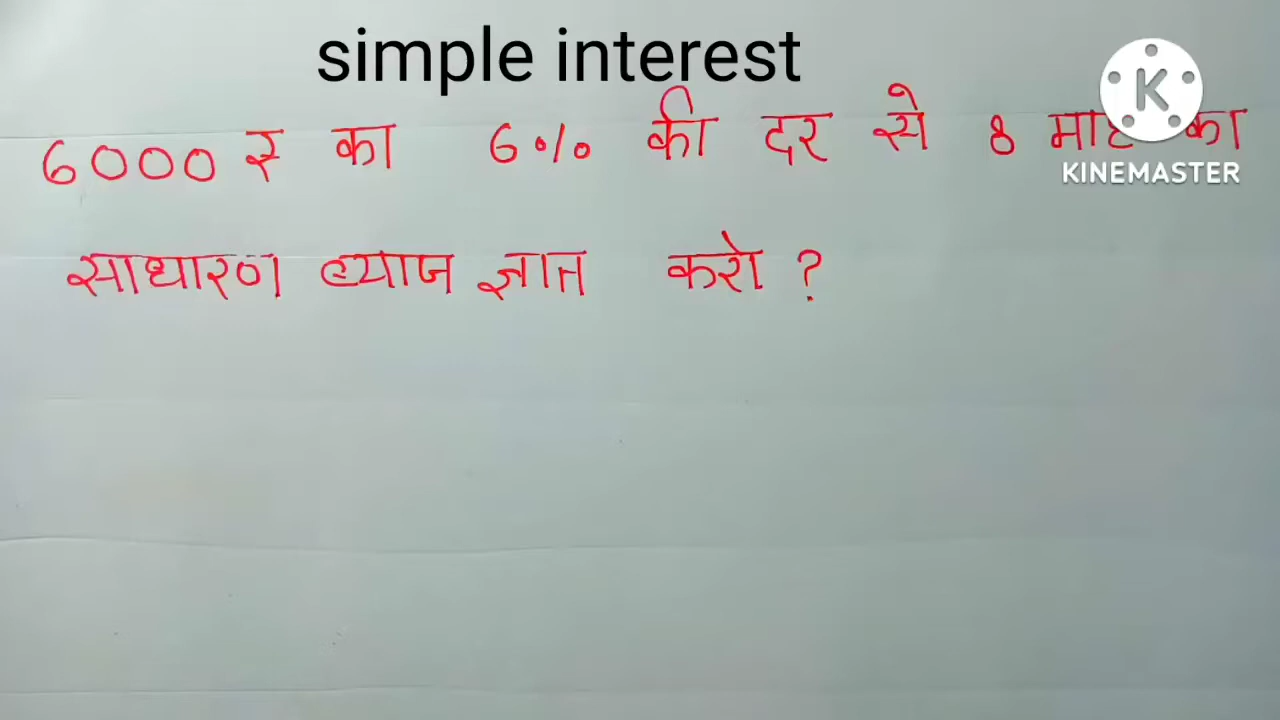 simple interest
6000 रु का 6% की दर से 8 माह का
KINEMASTER
साधारण ब्याज ज्ञात करो ?